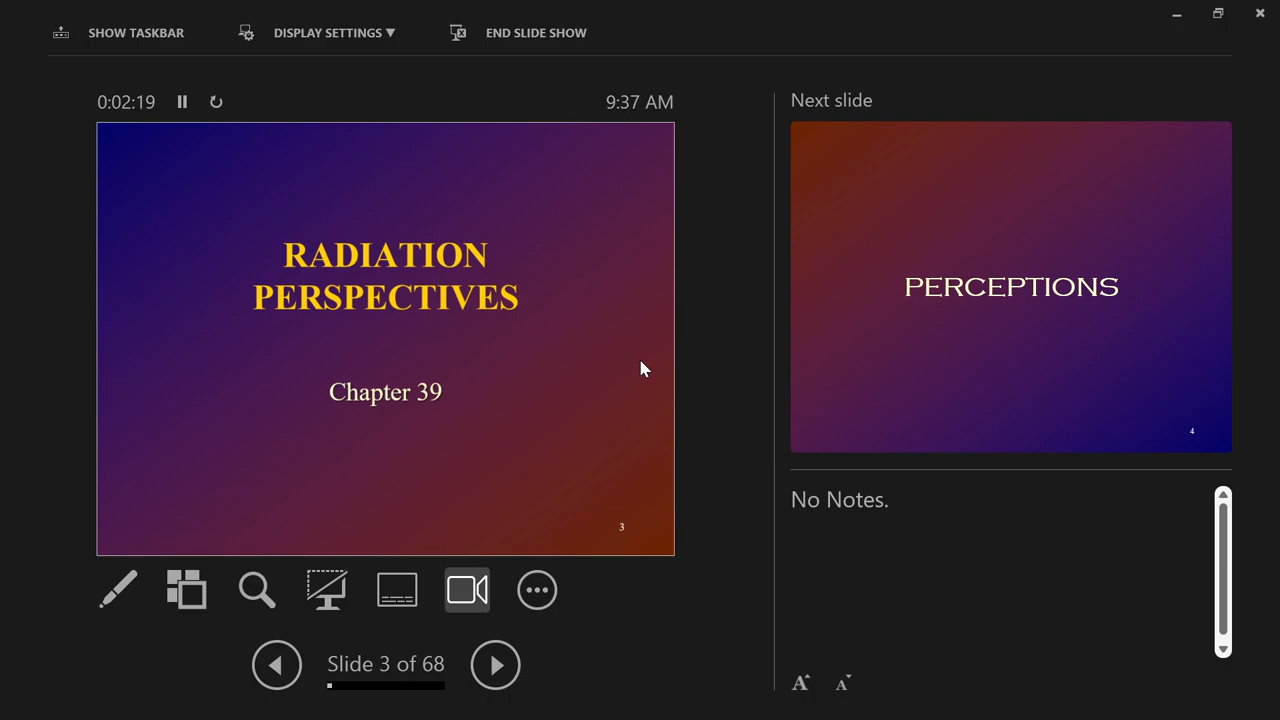 SHOW TASKBAR
DISPLAY SETTINGS ▼
END SLIDE SHOW
0:02:19
9:37 AM
Next slide
RADIATION
PERSPECTIVES
Chapter 39
3
PERCEPTIONS
4
No Notes.
Slide 3 of 68
A
A